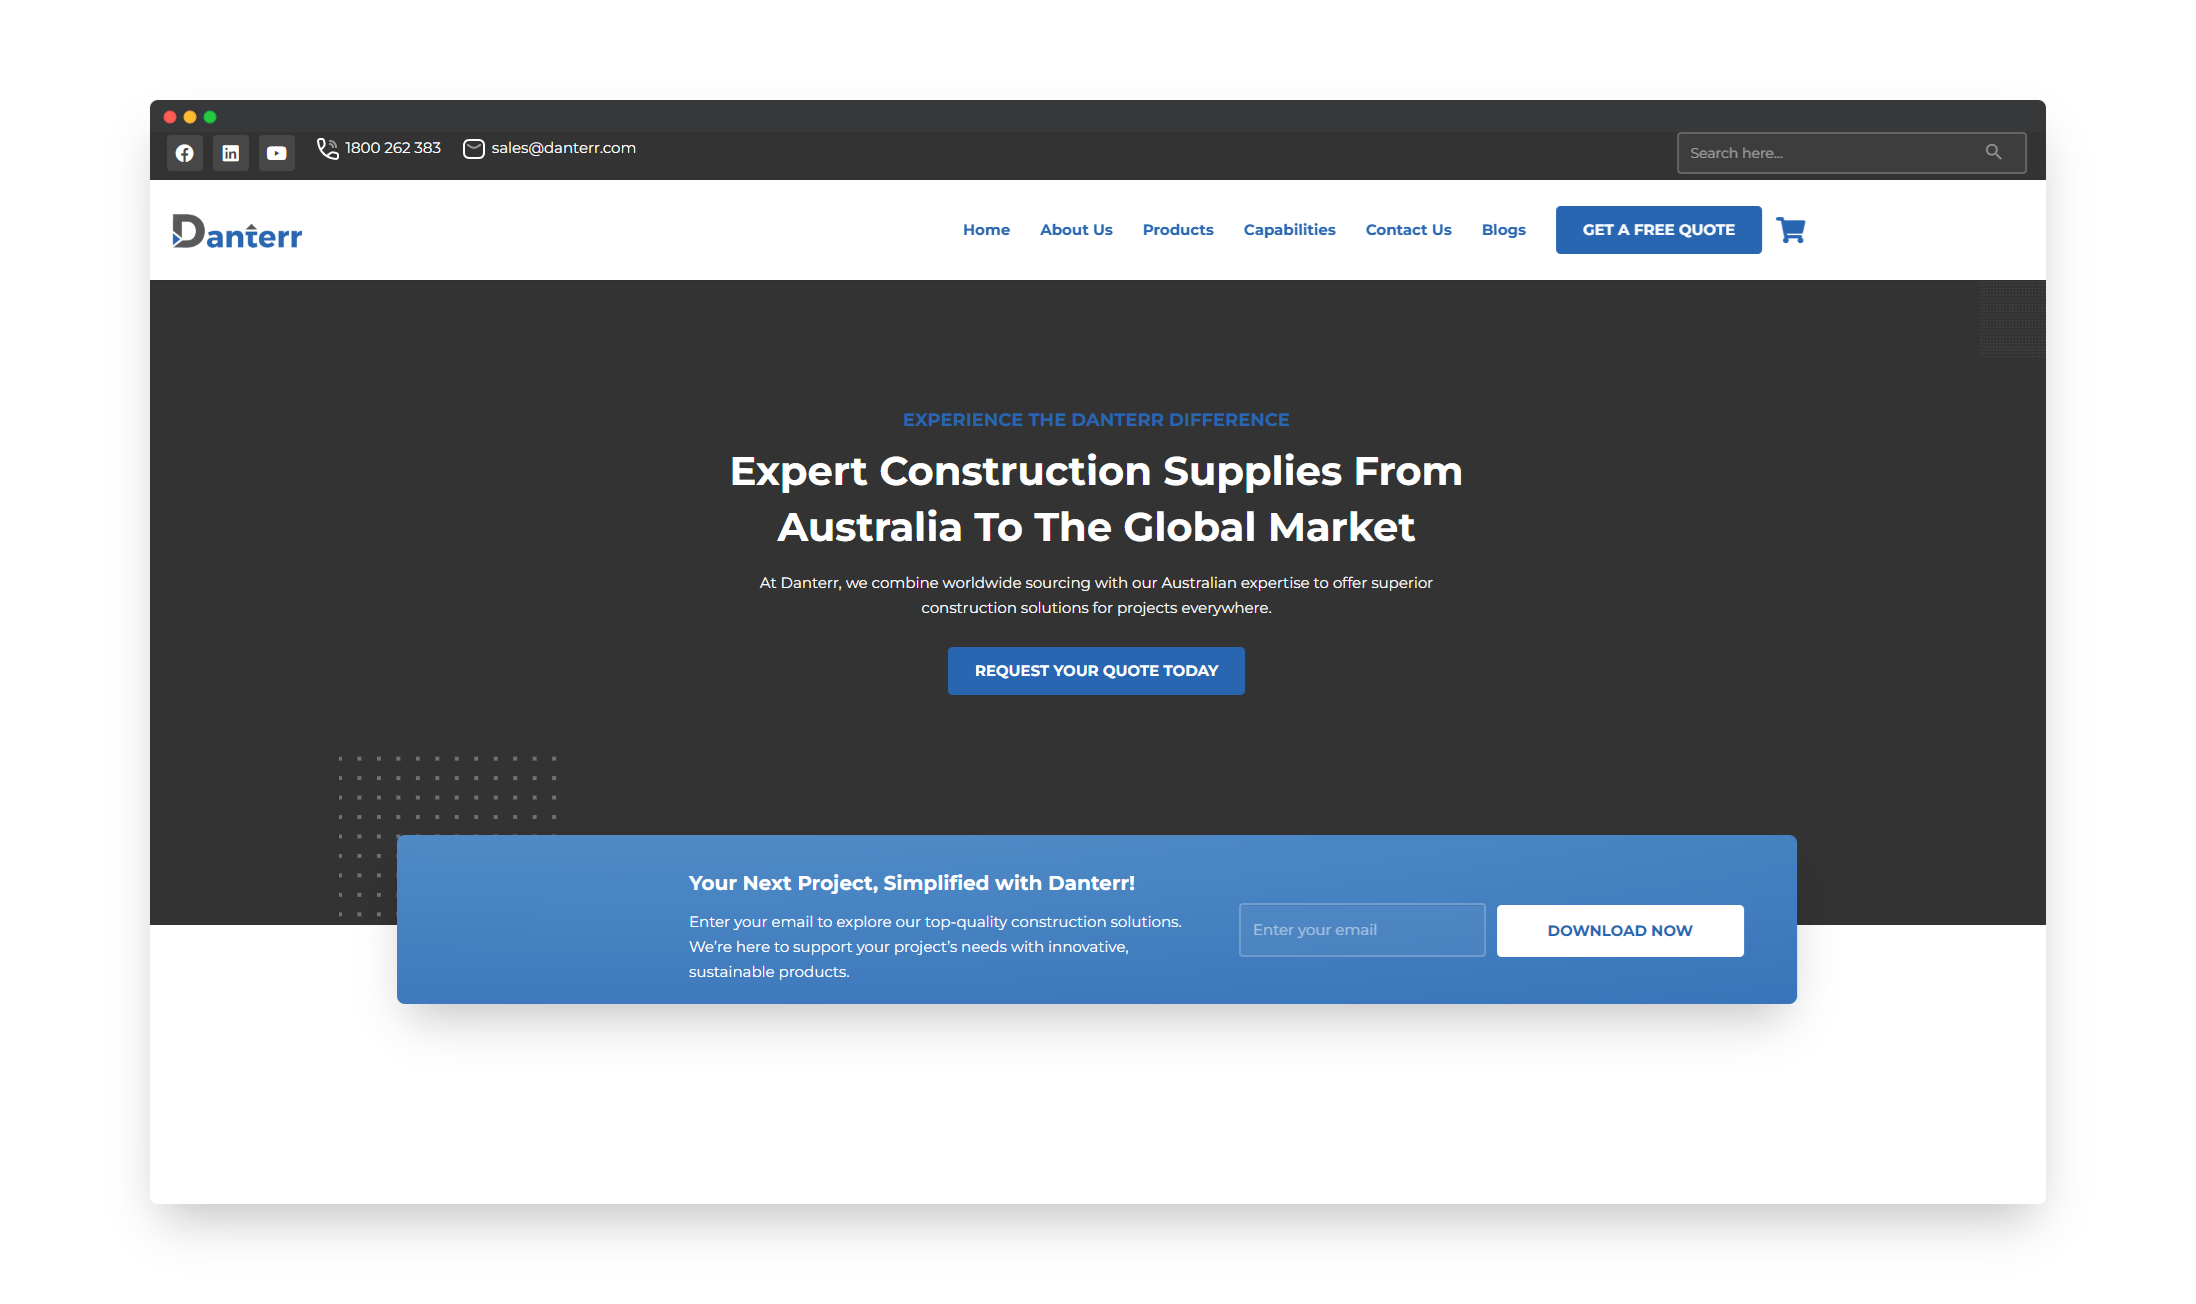 1800 262 383
sales@danterr.com
Search here...
Danterr
Home
About Us
Products
Capabilities
Contact Us
Blogs
GET A FREE QUOTE
EXPERIENCE THE DANTERR DIFFERENCE
Expert Construction Supplies From
Australia To The Global Market
At Danterr, we combine worldwide sourcing with our Australian expertise to offer superior
construction solutions for projects everywhere.
REQUEST YOUR QUOTE TODAY
Your Next Project, Simplified with Danterr!
Enter your email to explore our top-quality construction solutions.
We’re here to support your project’s needs with innovative,
sustainable products.
Enter your email
DOWNLOAD NOW